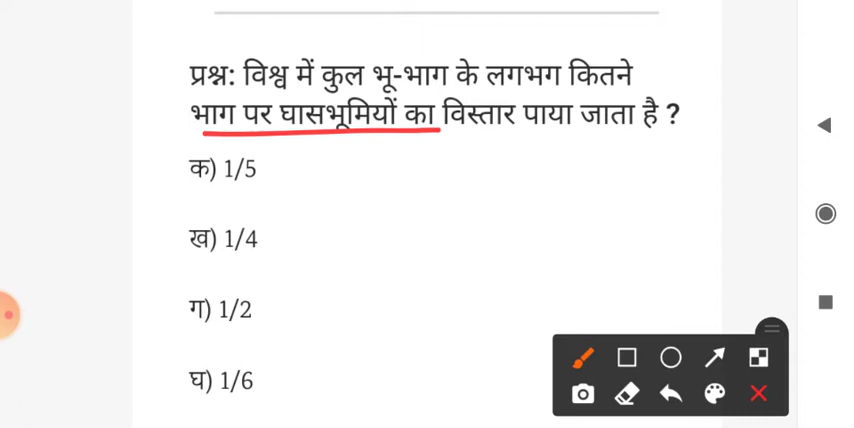 प्रश्न: विश्व में कुल भू-भाग के लगभग कितने
भाग पर घासभूमियों का विस्तार पाया जाता है ?
क) 1/5
ख) 1/4
ग) 1/2
घ) 1/6